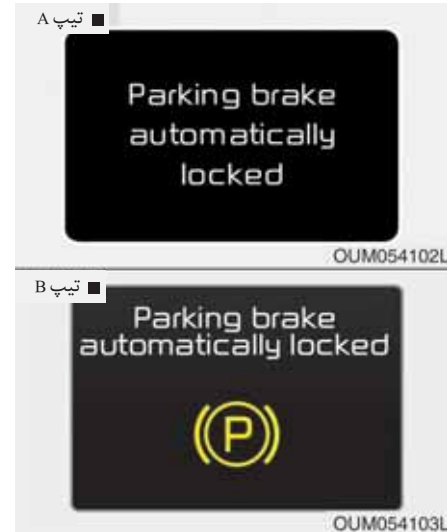 ■ تیپ A
Parking brake
automatically
locked
OUM054102L
■ تیپ B
Parking brake
automatically locked
(P)
OUM054103L